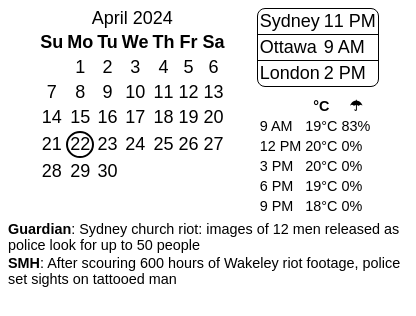 April 2024
Su Mo Tu We Th Fr Sa
1 2 3 4 5 6
7 8 9 10 11 12 13
14 15 16 17 18 19 20
21 22 23 24 25 26 27
28 29 30
Sydney 11 PM
Ottawa 9 AM
London 2 PM
°C ☂
9 AM 19°C 83%
12 PM 20°C 0%
3 PM 20°C 0%
6 PM 19°C 0%
9 PM 18°C 0%
Guardian: Sydney church riot: images of 12 men released as
police look for up to 50 people
SMH: After scouring 600 hours of Wakeley riot footage, police
set sights on tattooed man